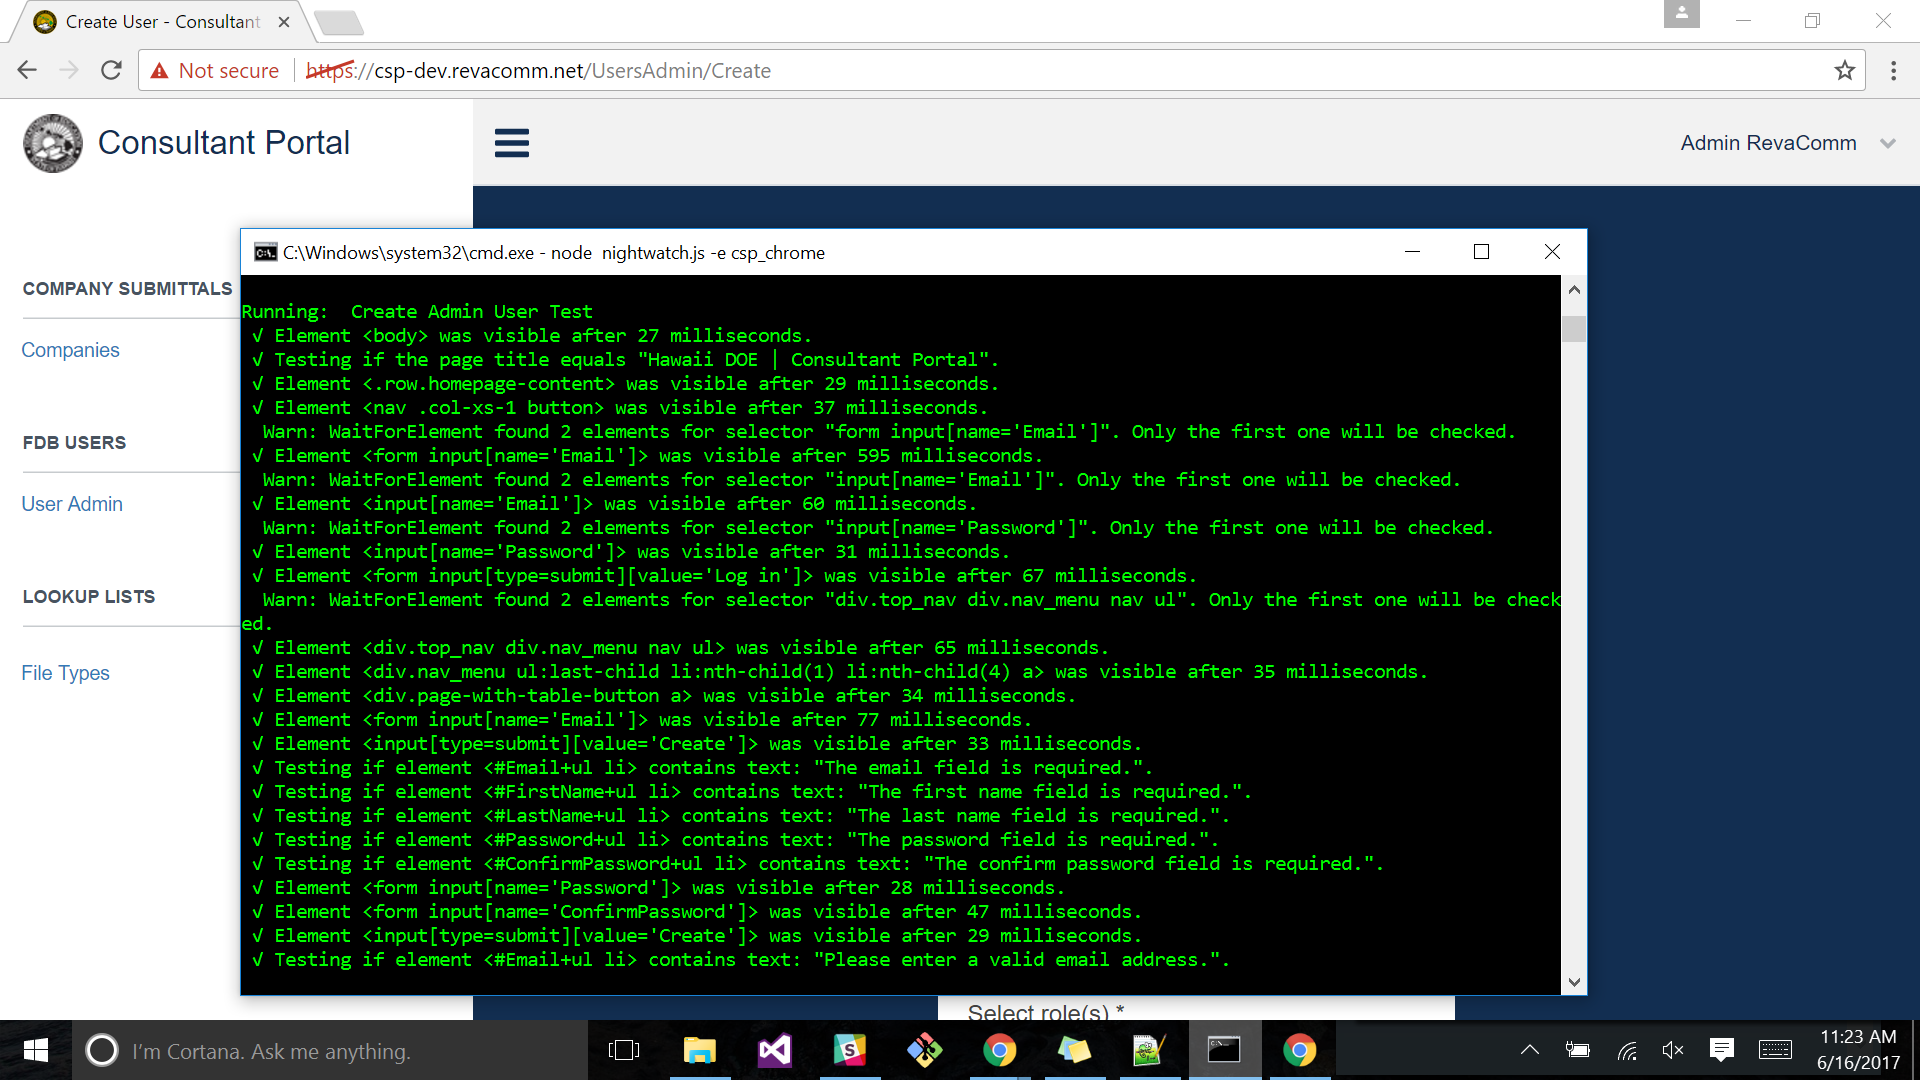 Create User - Consultant
Not secure
https://csp-dev.revacomm.net/UsersAdmin/Create
Consultant Portal
Admin RevaComm
COMPANY SUBMITTALS
Companies
FDB USERS
User Admin
LOOKUP LISTS
File Types
C:\Windows\system32\cmd.exe - node  nightwatch.js -e csp_chrome
Running:  Create Admin User Test
√ Element <body> was visible after 27 milliseconds.
√ Testing if the page title equals "Hawaii DOE | Consultant Portal".
√ Element <.row.homepage-content> was visible after 29 milliseconds.
√ Element <nav .col-xs-1 button> was visible after 37 milliseconds.
Warn: WaitForElement found 2 elements for selector "form input[name='Email']". Only the first one will be checked.
√ Element <form input[name='Email']> was visible after 595 milliseconds.
Warn: WaitForElement found 2 elements for selector "input[name='Email']". Only the first one will be checked.
√ Element <input[name='Email']> was visible after 60 milliseconds.
Warn: WaitForElement found 2 elements for selector "input[name='Password']". Only the first one will be checked.
√ Element <input[name='Password']> was visible after 31 milliseconds.
√ Element <form input[type=submit][value='Log in']> was visible after 67 milliseconds.
Warn: WaitForElement found 2 elements for selector "div.top_nav div.nav_menu nav ul". Only the first one will be check
ed.
√ Element <div.top_nav div.nav_menu nav ul> was visible after 65 milliseconds.
√ Element <div.nav_menu ul:last-child li:nth-child(1) li:nth-child(4) a> was visible after 35 milliseconds.
√ Element <div.page-with-table-button a> was visible after 34 milliseconds.
√ Element <form input[name='Email']> was visible after 77 milliseconds.
√ Element <input[type=submit][value='Create']> was visible after 33 milliseconds.
√ Testing if element <#Email+ul li> contains text: "The email field is required.".
√ Testing if element <#FirstName+ul li> contains text: "The first name field is required.".
√ Testing if element <#LastName+ul li> contains text: "The last name field is required.".
√ Testing if element <#Password+ul li> contains text: "The password field is required.".
√ Testing if element <#ConfirmPassword+ul li> contains text: "The confirm password field is required.".
√ Element <form input[name='Password']> was visible after 28 milliseconds.
√ Element <form input[name='ConfirmPassword']> was visible after 47 milliseconds.
√ Element <input[type=submit][value='Create']> was visible after 29 milliseconds.
√ Testing if element <#Email+ul li> contains text: "Please enter a valid email address.".
Select role(s) *
I'm Cortana. Ask me anything.
11:23 AM
6/16/2017